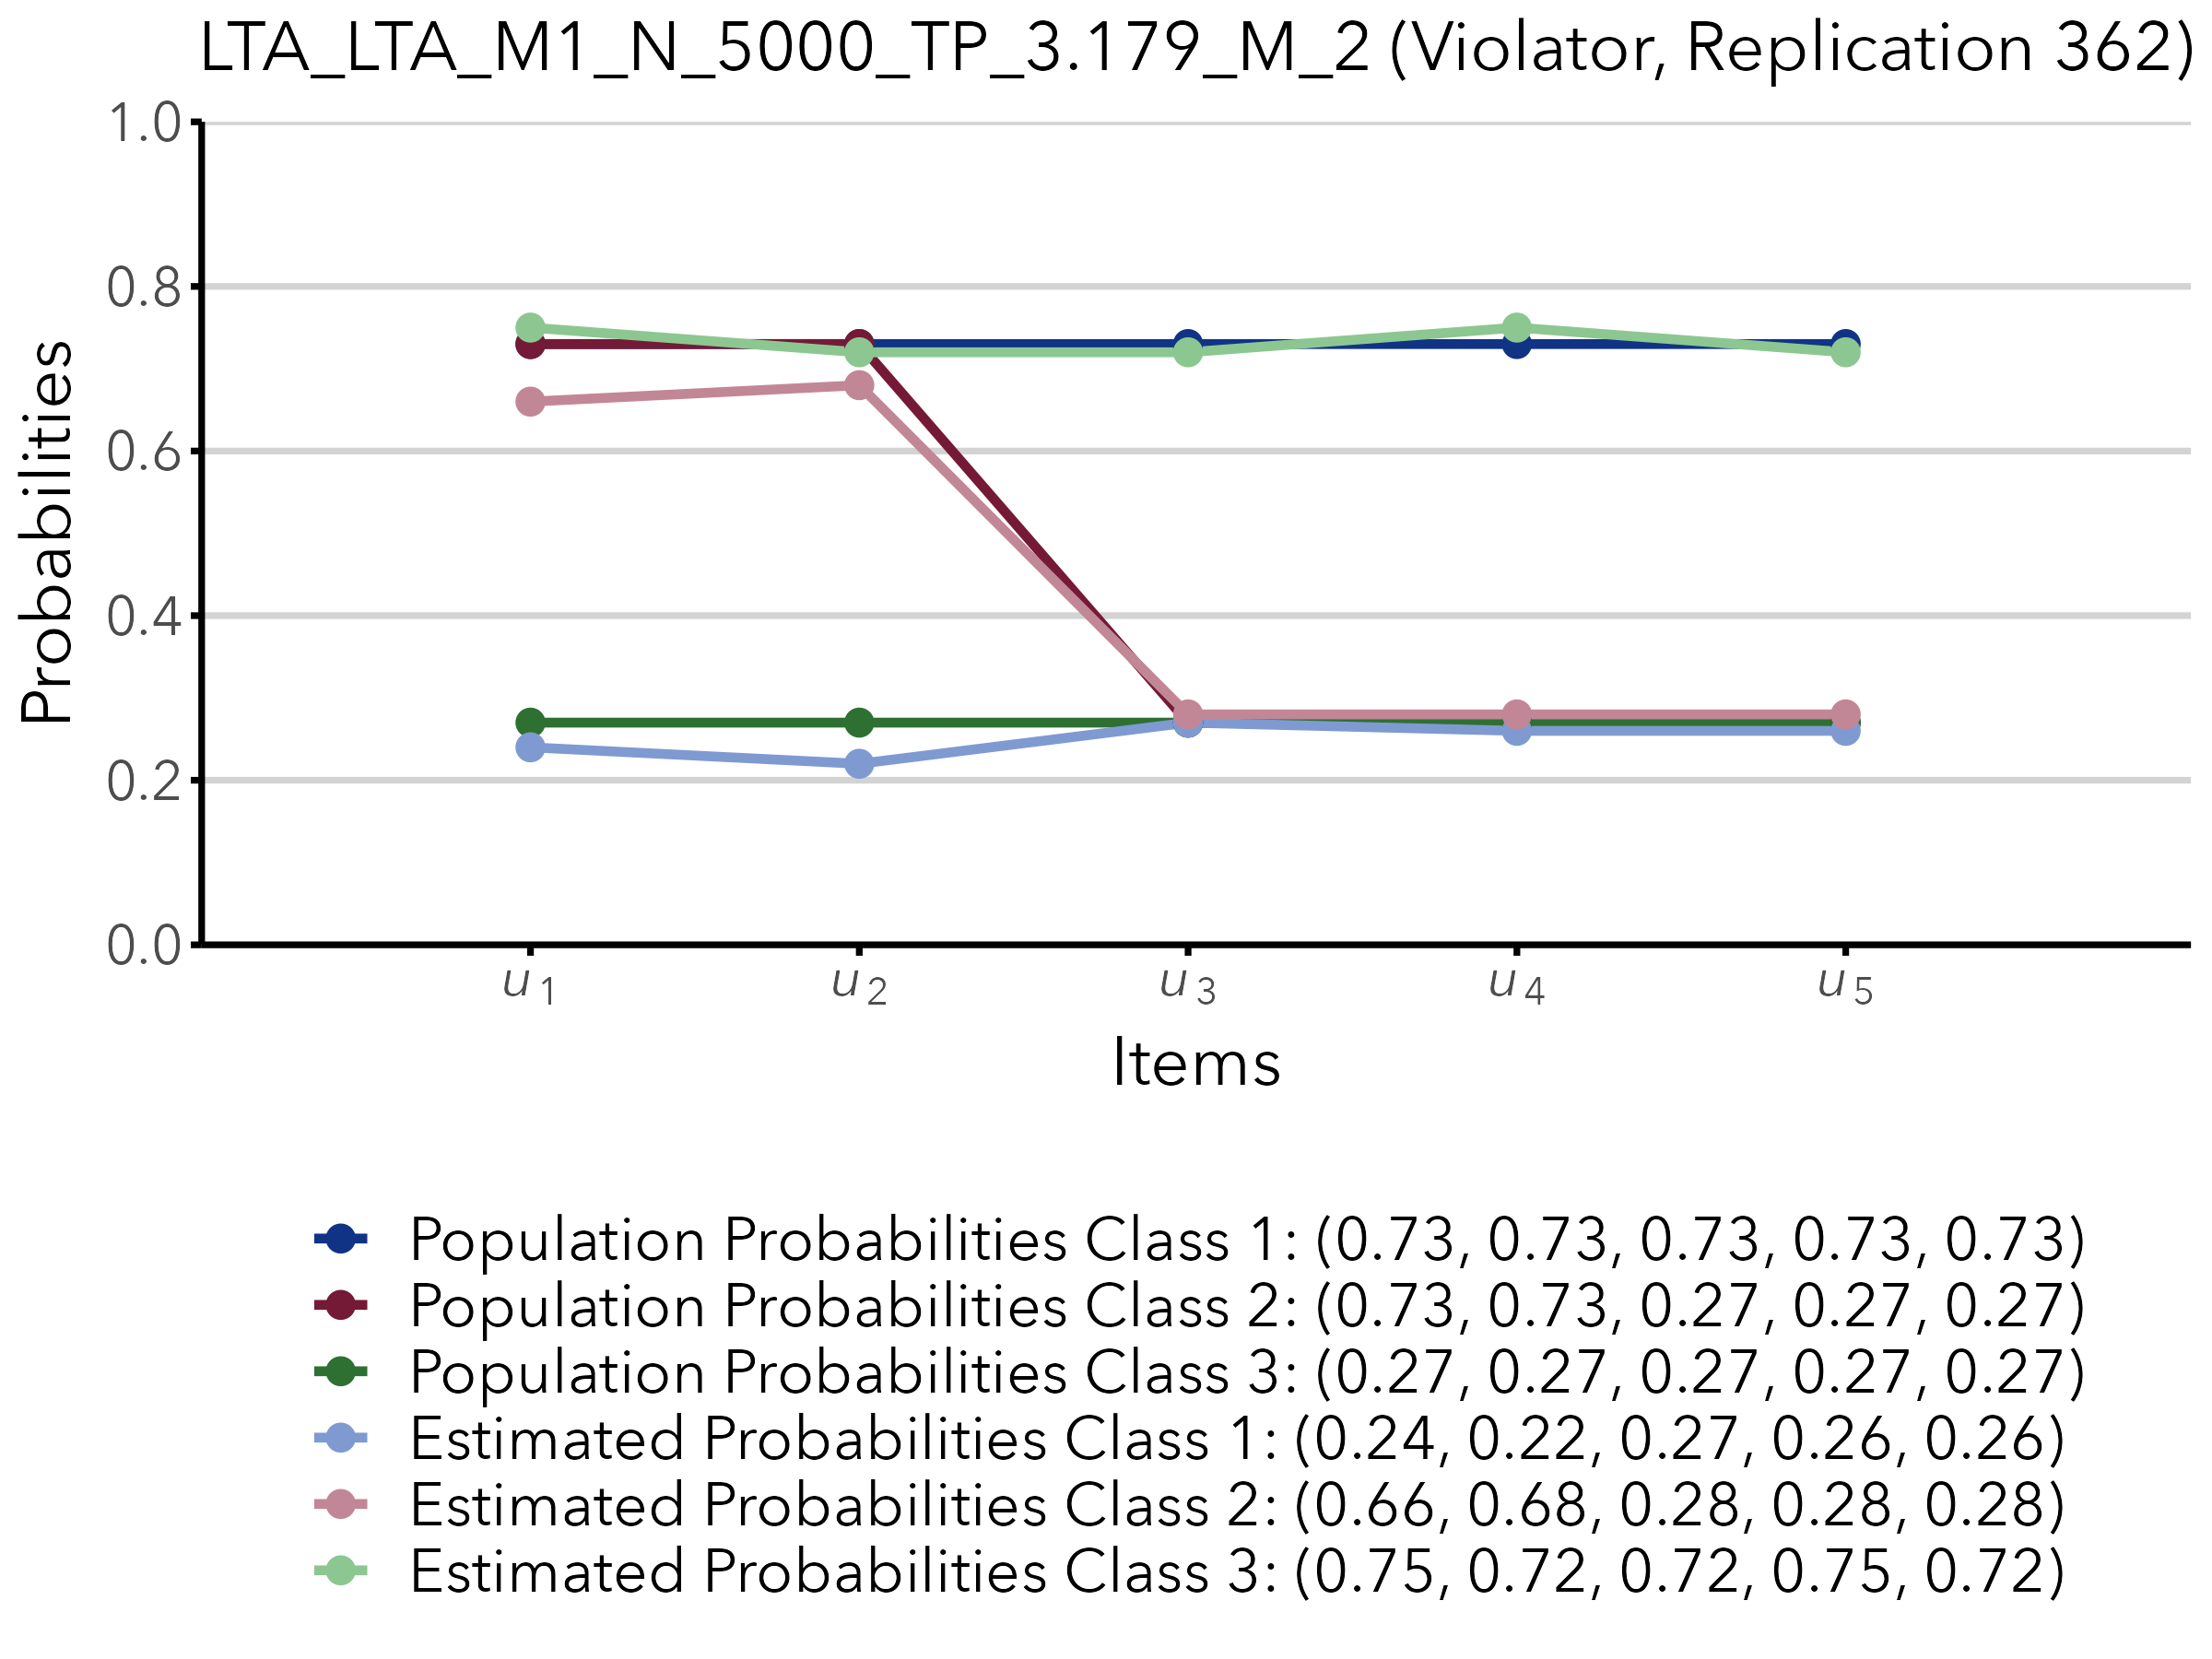 LTA_LTA_M1_N_5000_TP_3.179_M_2 (Violator, Replication 362)
1.0
0.8
0.6
0.4
0.2
0.0
Probabilities
u1 u2 u3 u4 u5
Items
Population Probabilities Class 1: (0.73, 0.73, 0.73, 0.73, 0.73)
Population Probabilities Class 2: (0.73, 0.73, 0.27, 0.27, 0.27)
Population Probabilities Class 3: (0.27, 0.27, 0.27, 0.27, 0.27)
Estimated Probabilities Class 1: (0.24, 0.22, 0.27, 0.26, 0.26)
Estimated Probabilities Class 2: (0.66, 0.68, 0.28, 0.28, 0.28)
Estimated Probabilities Class 3: (0.75, 0.72, 0.72, 0.75, 0.72)